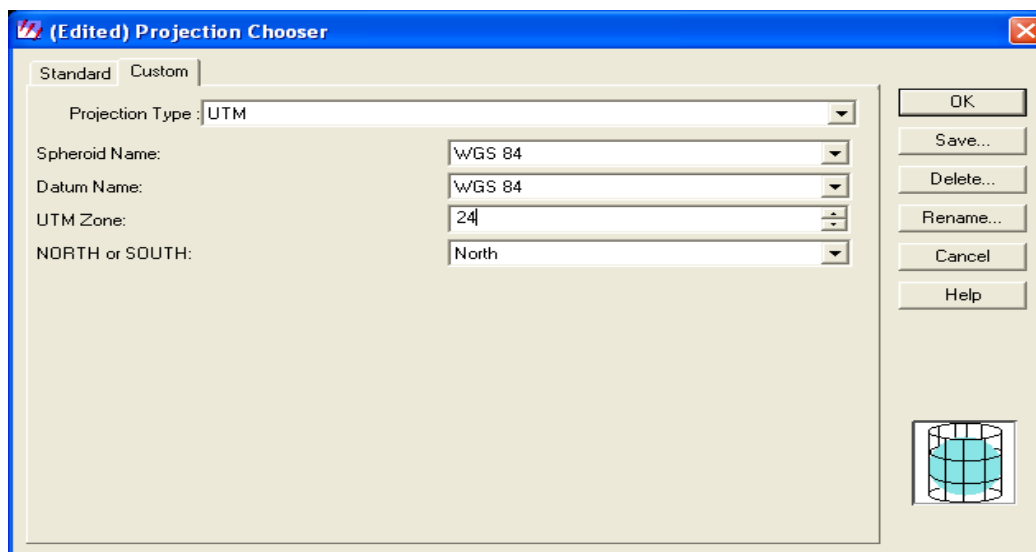 (Edited) Projection Chooser
Standard Custom
Projection Type : UTM
Spheroid Name: WGS 84
Datum Name: WGS 84
UTM Zone: 24
NORTH or SOUTH: North
OK
Save...
Delete...
Rename...
Cancel
Help